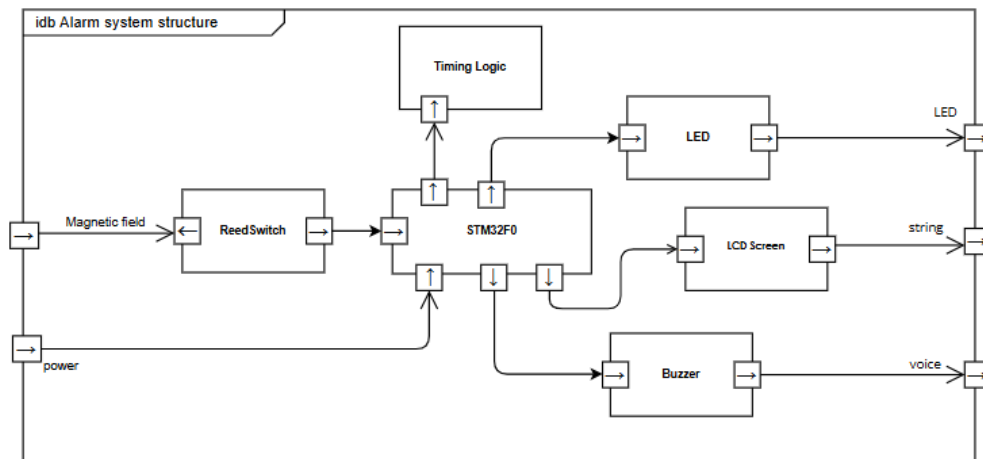 idb Alarm system structure
Timing Logic
LED
LED
Magnetic field
ReedSwitch
STM32F0
LCD Screen
string
power
Buzzer
voice